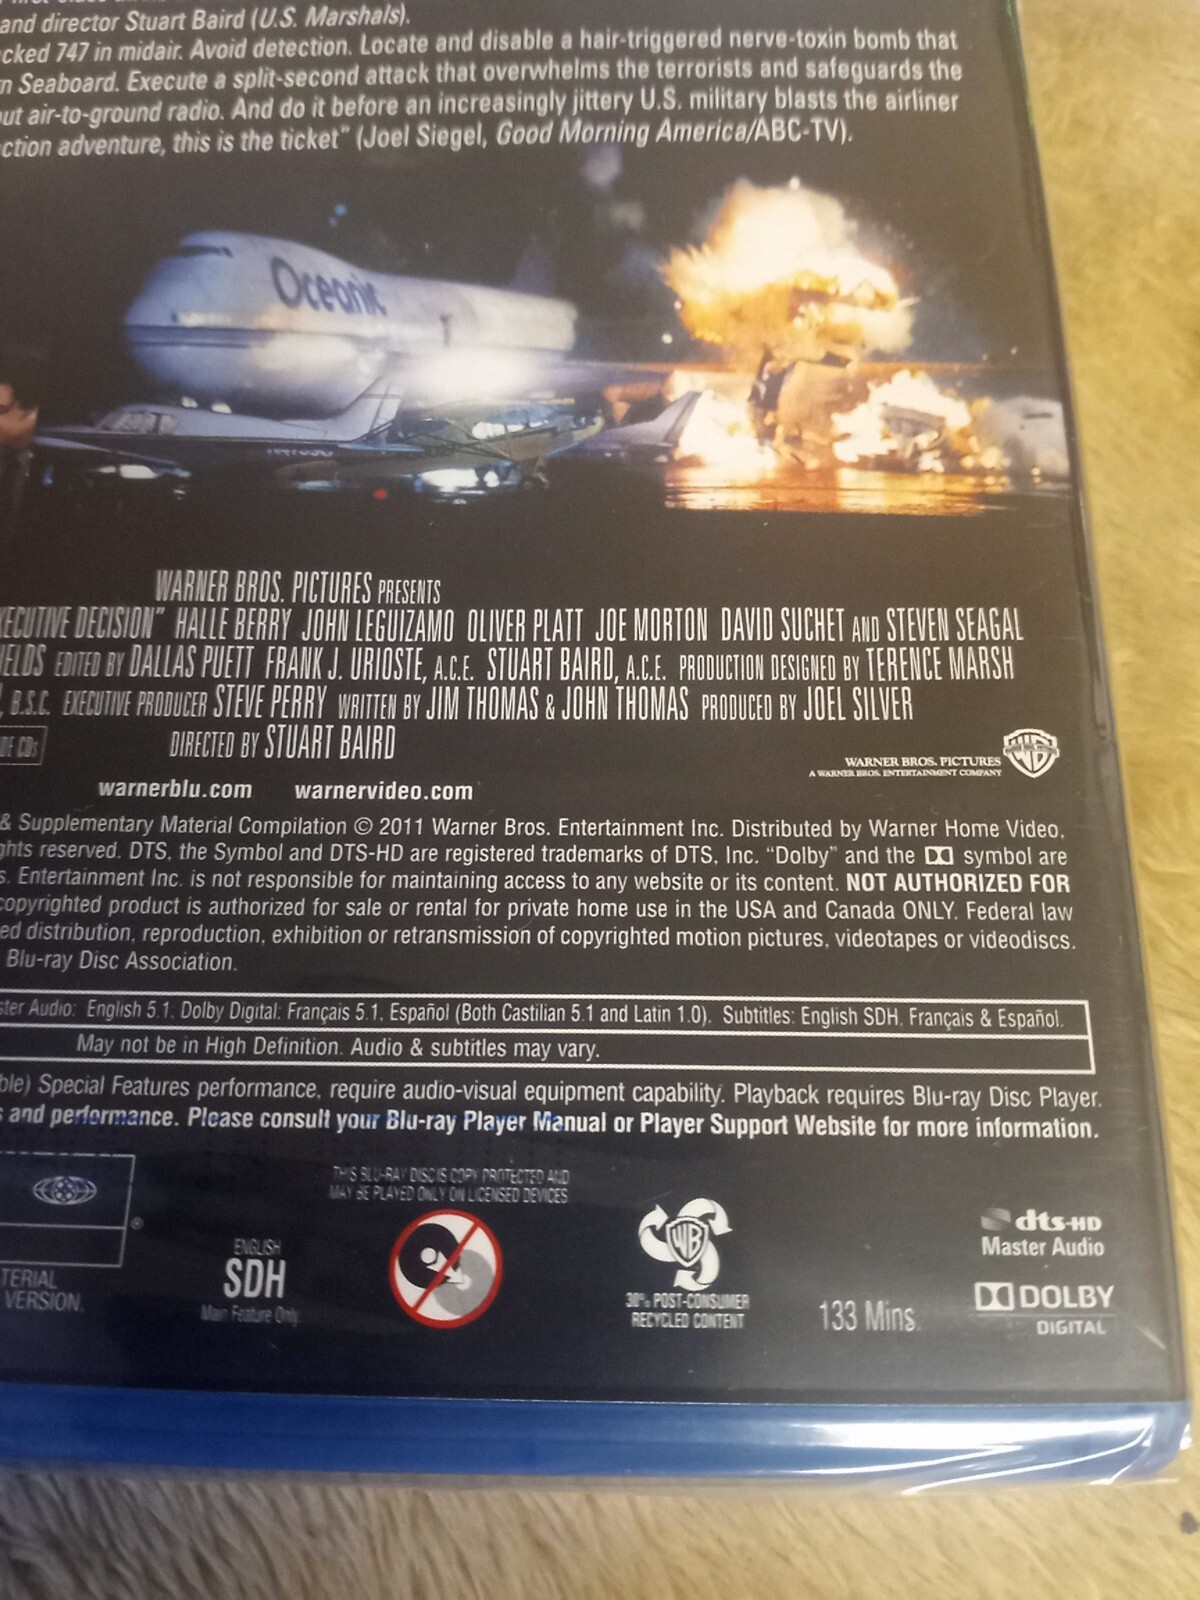 and director Stuart Baird (U.S. Marshals).
cked 747 in midair. Avoid detection. Locate and disable a hair-triggered nerve-toxin bomb that
n Seaboard. Execute a split-second attack that overwhelms the terrorists and safeguards the
ut air-to-ground radio. And do it before an increasingly jittery U.S. military blasts the airliner
ction adventure, this is the ticket" (Joel Siegel, Good Morning America/ABC-TV).
Oceanic
WARNER BROS. PICTURES PRESENTS
XECUTIVE DECISION" HALLE BERRY JOHN LEGUIZAMO OLIVER PLATT JOE MORTON DAVID SUCHET AND STEVEN SEAGAL
IELDS EDITED BY DALLAS PUETT FRANK J. URIOSTE, A.C.E. STUART BAIRD, A.C.E. PRODUCTION DESIGNED BY TERENCE MARSH
, B.S.C. EXECUTIVE PRODUCER STEVE PERRY WRITTEN BY JIM THOMAS & JOHN THOMAS PRODUCED BY JOEL SILVER
DE CDs
DIRECTED BY STUART BAIRD
WARNER BROS. PICTURES
A WARNER BROS. ENTERTAINMENT COMPANY
WB
warnerblu.com warnervideo.com
& Supplementary Material Compilation © 2011 Warner Bros. Entertainment Inc. Distributed by Warner Home Video,
ghts reserved. DTS, the Symbol and DTS-HD are registered trademarks of DTS, Inc. "Dolby" and the symbol are
s. Entertainment Inc. is not responsible for maintaining access to any website or its content. NOT AUTHORIZED FOR
copyrighted product is authorized for sale or rental for private home use in the USA and Canada ONLY. Federal law
ed distribution, reproduction, exhibition or retransmission of copyrighted motion pictures, videotapes or videodiscs.
Blu-ray Disc Association.
ster Audio: English 5.1, Dolby Digital: Français 5.1, Español (Both Castilian 5.1 and Latin 1.0). Subtitles: English SDH, Français & Español.
May not be in High Definition. Audio & subtitles may vary.
ble) Special Features performance, require audio-visual equipment capability. Playback requires Blu-ray Disc Player.
s and performance. Please consult your Blu-ray Player Manual or Player Support Website for more information.
®
TERIAL
VERSION.
ENGLISH
SDH
Main Feature Only
THIS BLU-RAY DISC IS COPY PROTECTED AND
MAY BE PLAYED ONLY ON LICENSED DEVICES
WB
30% POST-CONSUMER
RECYCLED CONTENT
133 Mins.
dts-HD
Master Audio
DOLBY
DIGITAL